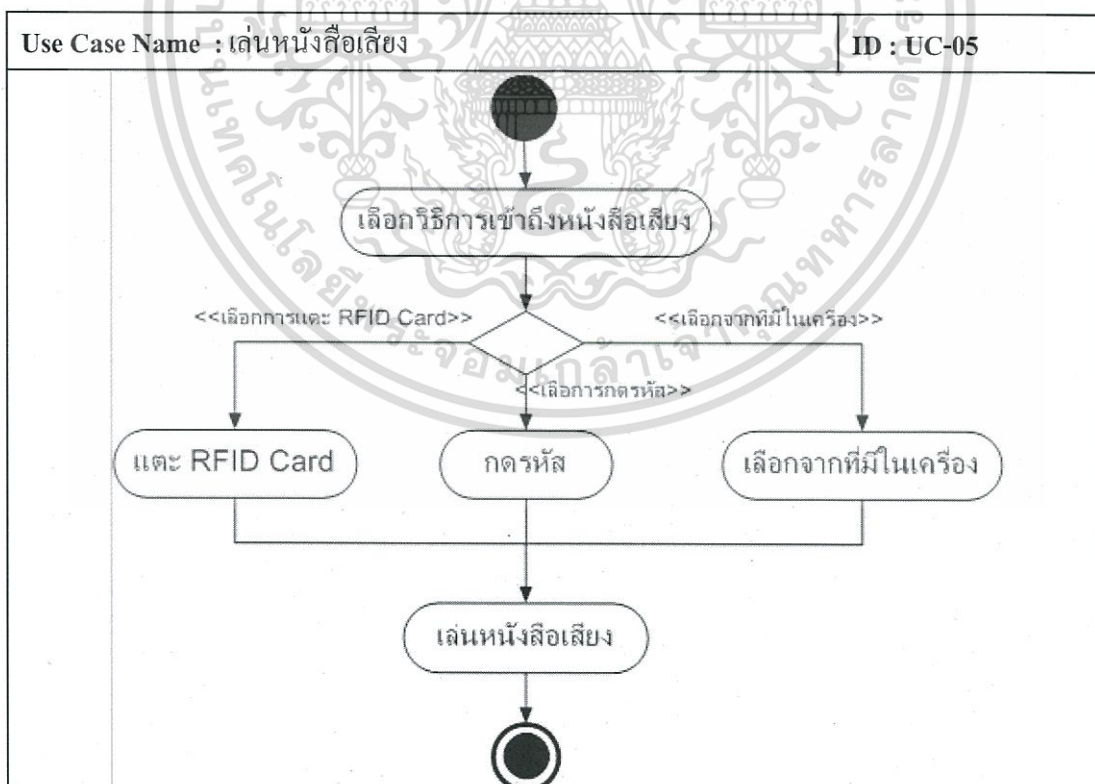 Use Case Name : เล่นหนังสือเสียง
ID : UC-05
เลือกวิธีการเข้าถึงหนังสือเสียง
<<เลือกการแตะ RFID Card>>
<<เลือกจากที่มีในเครื่อง>>
<<เลือการกดรหัส>>
แตะ RFID Card
กดรหัส
เลือกจากที่มีในเครื่อง
เล่นหนังสือเสียง